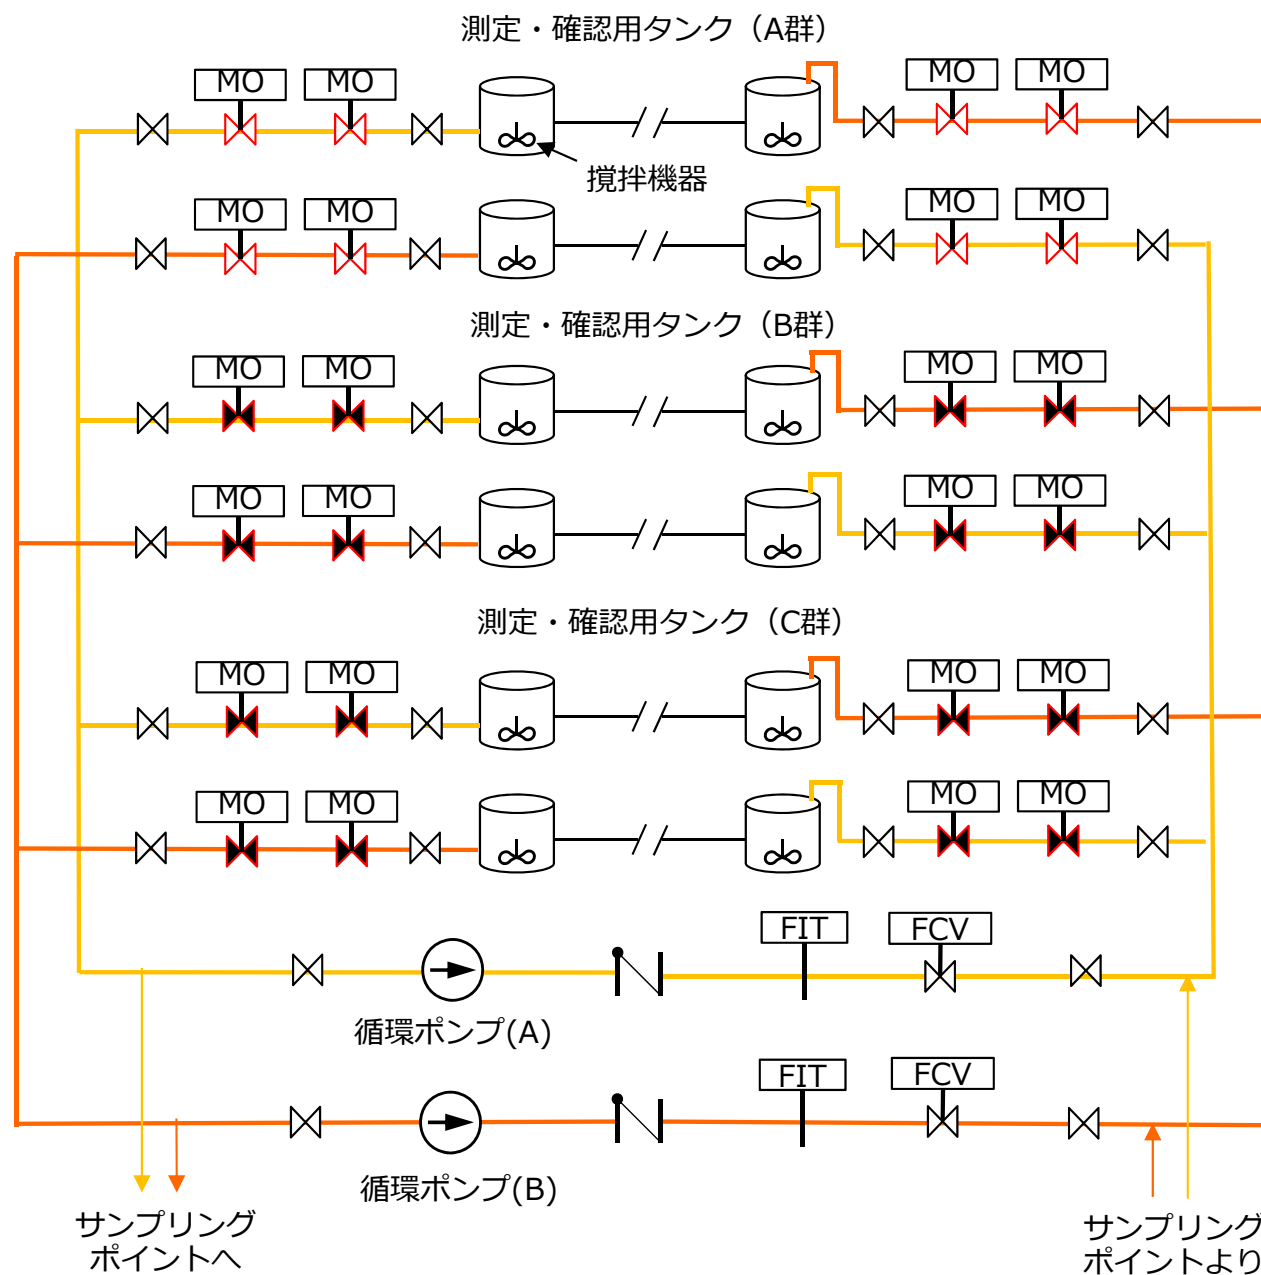 測定・確認用タンク（A群）
MO MO MO MO
撹拌機器
MO MO MO MO
測定・確認用タンク（B群）
MO MO MO MO
MO MO MO MO
測定・確認用タンク（C群）
MO MO MO MO
MO MO MO MO
FIT FCV
循環ポンプ(A)
FIT FCV
循環ポンプ(B)
サンプリング
ポイントへ
サンプリング
ポイントより